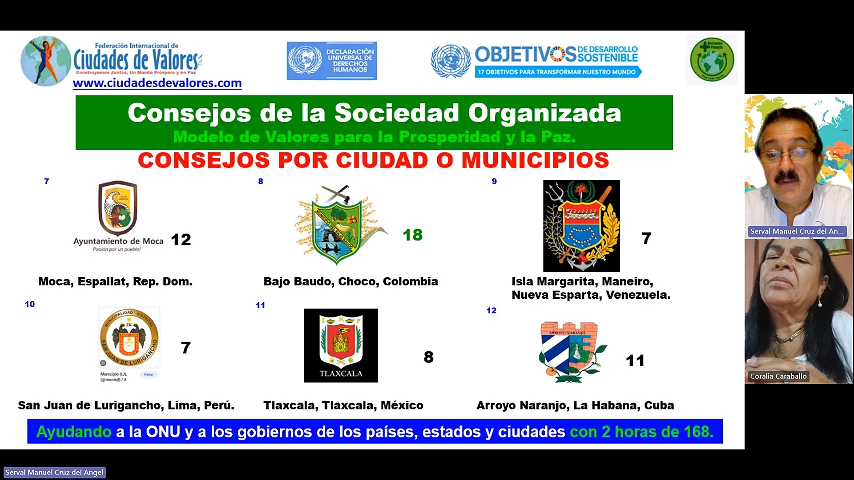 Federación Internacional de
Ciudades de Valores
Construyamos Juntos, Un Mundo Próspero y en Paz
www.ciudadesdevalores.com
DECLARACIÓN
UNIVERSAL DE
DERECHOS
HUMANOS
OBJETIVOS DE DESARROLLO
SOSTENIBLE
17 OBJETIVOS PARA TRANSFORMAR NUESTRO MUNDO
Consejos de la Sociedad Organizada
Modelo de Valores para la Prosperidad y la Paz.
CONSEJOS POR CIUDAD O MUNICIPIOS
7
8
9
Ayuntamiento de Moca
Pasión por un pueblo!
12
18
7
Moca, Espallat, Rep. Dom.
Bajo Baudo, Choco, Colombia
Isla Margarita, Maneiro,
Nueva Esparta, Venezuela.
10
11
12
SAN JUAN DE LURIGANCHO
7
TLAXCALA
8
ARROYO NARANJO
11
San Juan de Lurigancho, Lima, Perú.
Tlaxcala, Tlaxcala, México
Arroyo Naranjo, La Habana, Cuba
Ayudando a la ONU y a los gobiernos de los países, estados y ciudades con 2 horas de 168.
Serval Manuel Cruz del An...
Coralia Caraballo
Serval Manuel Cruz del Angel